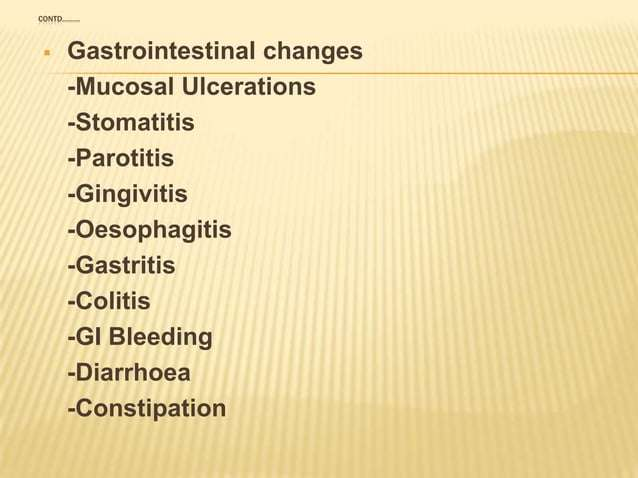 CONTD..........
▪ Gastrointestinal changes
-Mucosal Ulcerations
-Stomatitis
-Parotitis
-Gingivitis
-Oesophagitis
-Gastritis
-Colitis
-GI Bleeding
-Diarrhoea
-Constipation